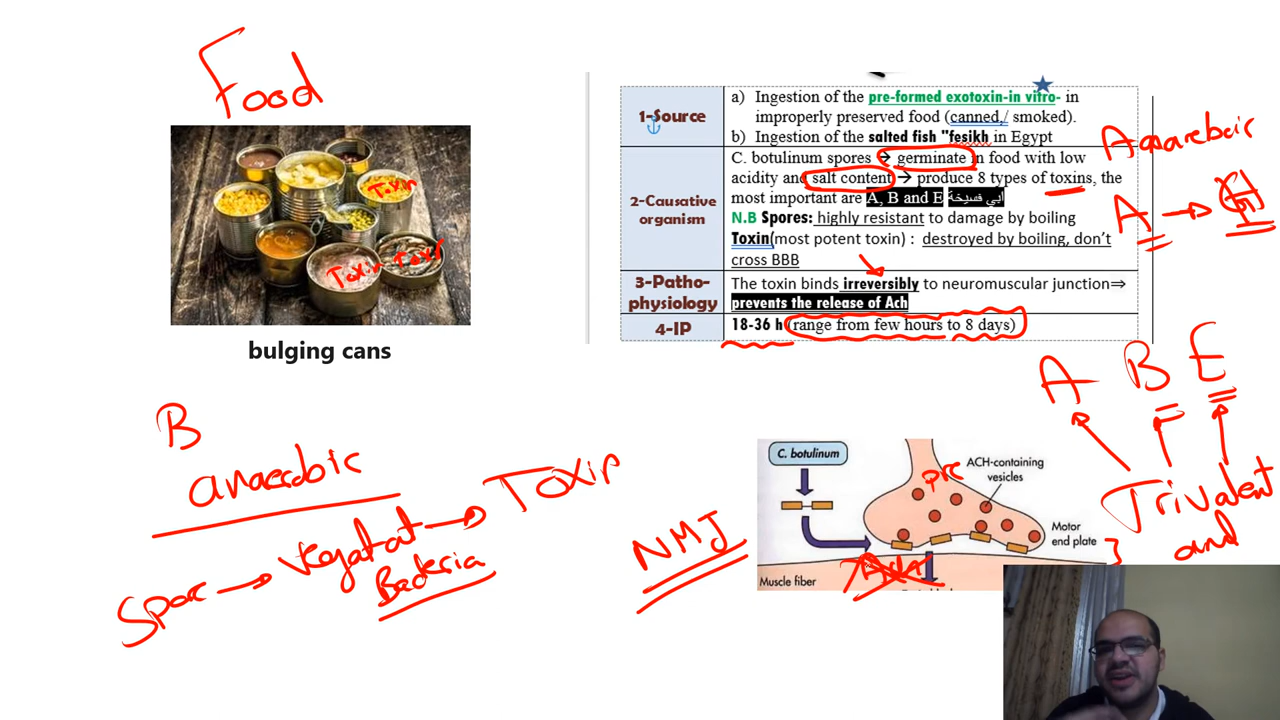 Food
Toxin
Toxin
bulging cans
1-Source
a) Ingestion of the pre-formed exotoxin-in vitro- in
improperly preserved food (canned,/ smoked).
b) Ingestion of the salted fish "fesikh in Egypt
2-Causative
organism
C. botulinum spores → germinate in food with low
acidity and salt content → produce 8 types of toxins, the
most important are A, B and E أبي فصيحة
N.B Spores: highly resistant to damage by boiling
Toxin(most potent toxin) : destroyed by boiling, don't
cross BBB
3-Patho-
physiology
The toxin binds irreversibly to neuromuscular junction⇒
prevents the release of Ach
4-IP
18-36 h (range from few hours to 8 days)
A →
A B E
Trivalent
and
B
anaerobic
Toxin
Bacteria
NMJ
C. botulinum
ACH-containing
vesicles
Motor
end plate
Muscle fiber